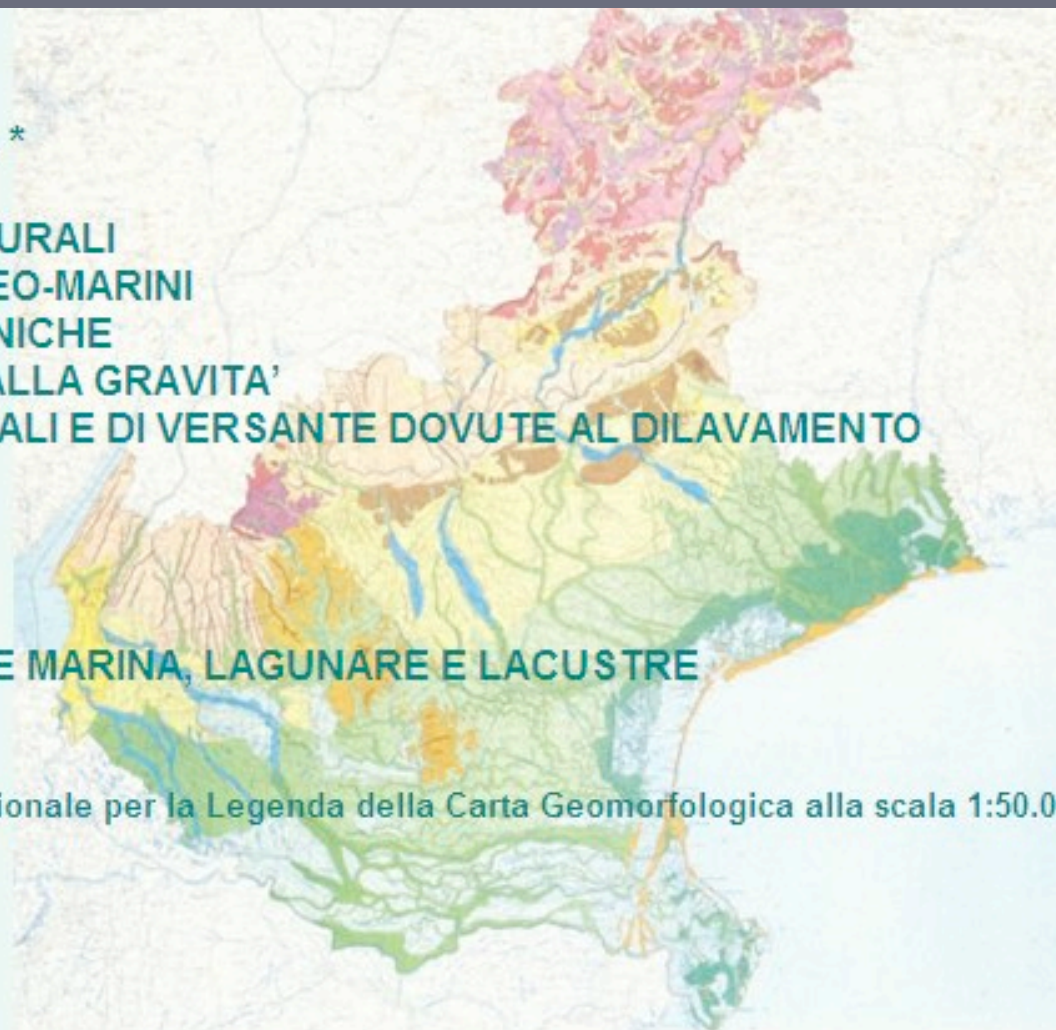 *
URALI
EO-MARINI
NICHE
ALLA GRAVITA’
ALI E DI VERSANTE DOVUTE AL DILAVAMENTO
E MARINA, LAGUNARE E LACUSTRE
ionale per la Legenda della Carta Geomorfologica alla scala 1:50.0